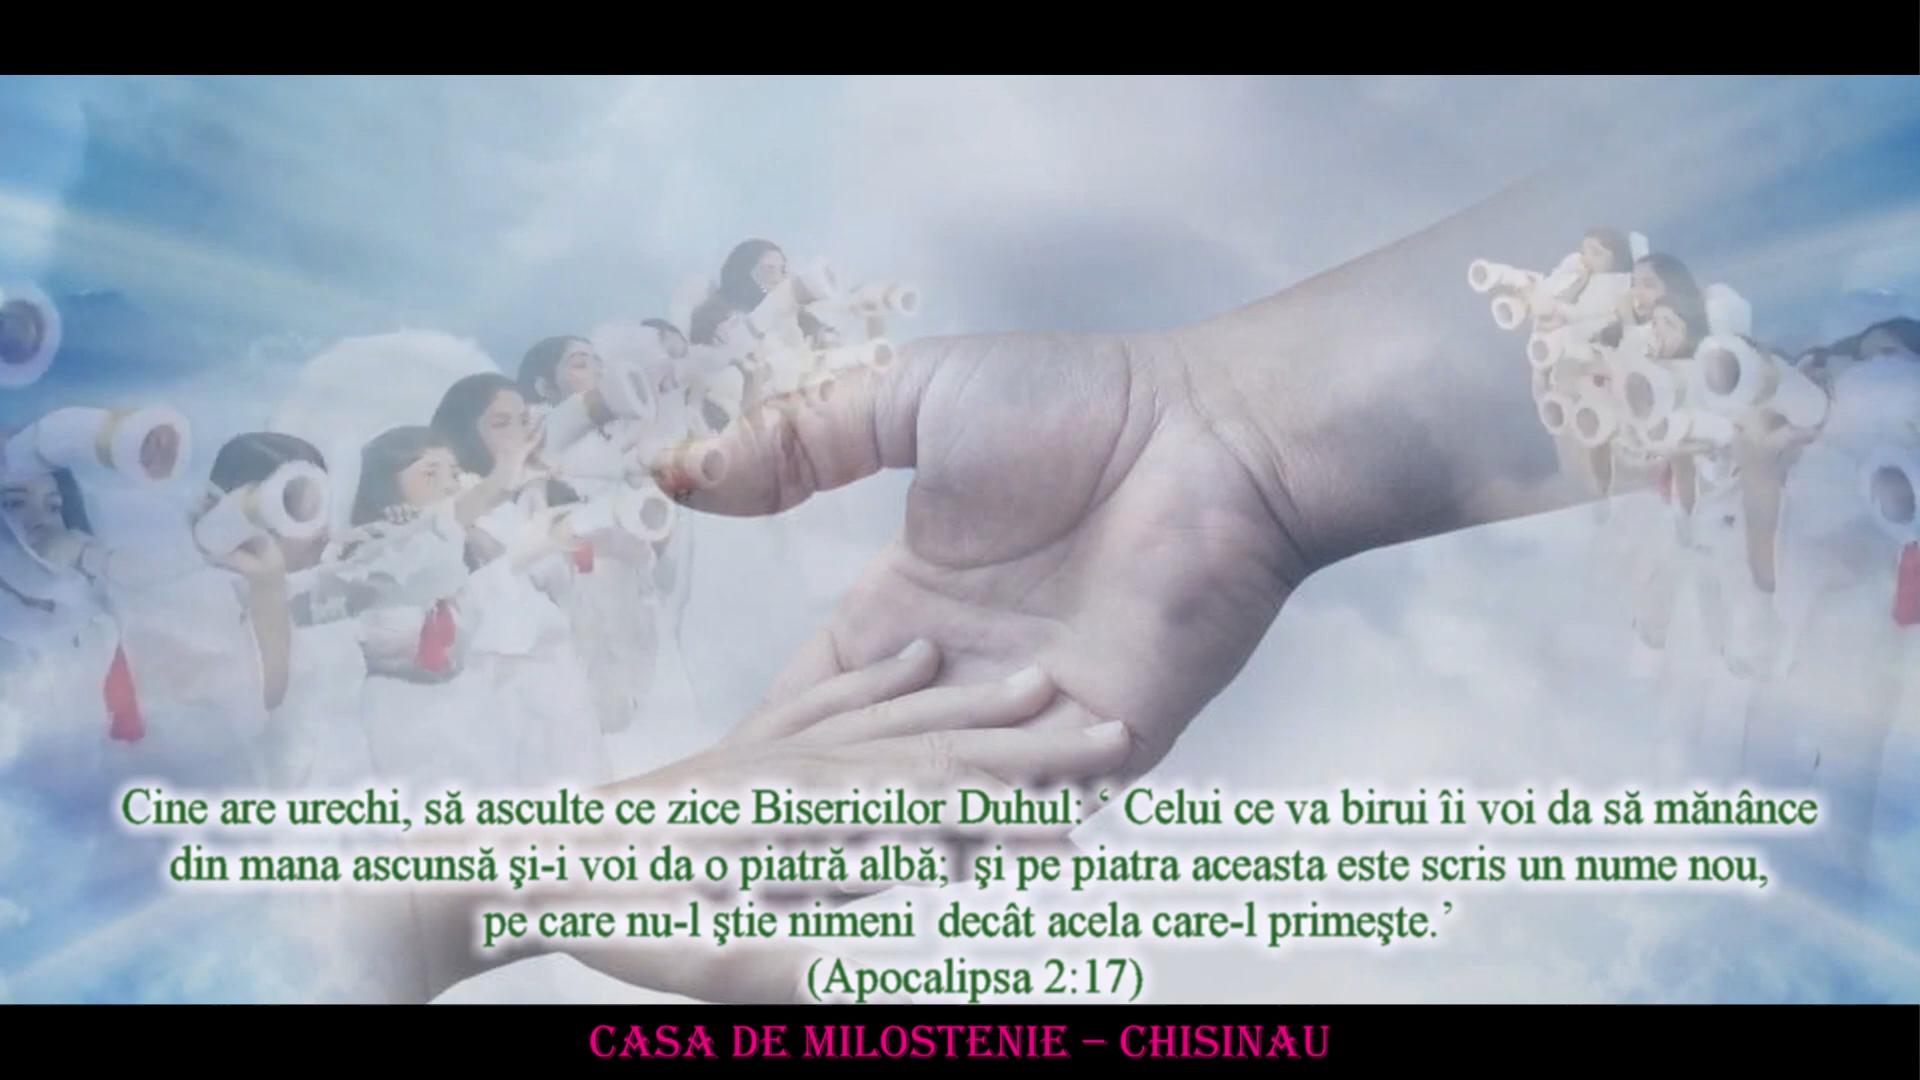 Cine are urechi, să asculte ce zice Bisericilor Duhul: ‘ Celui ce va birui îi voi da să mănânce
din mana ascunsă şi-i voi da o piatră albă;  şi pe piatra aceasta este scris un nume nou,
pe care nu-l ştie nimeni  decât acela care-l primeşte.’
(Apocalipsa 2:17)
CASA DE MILOSTENIE – CHISINAU